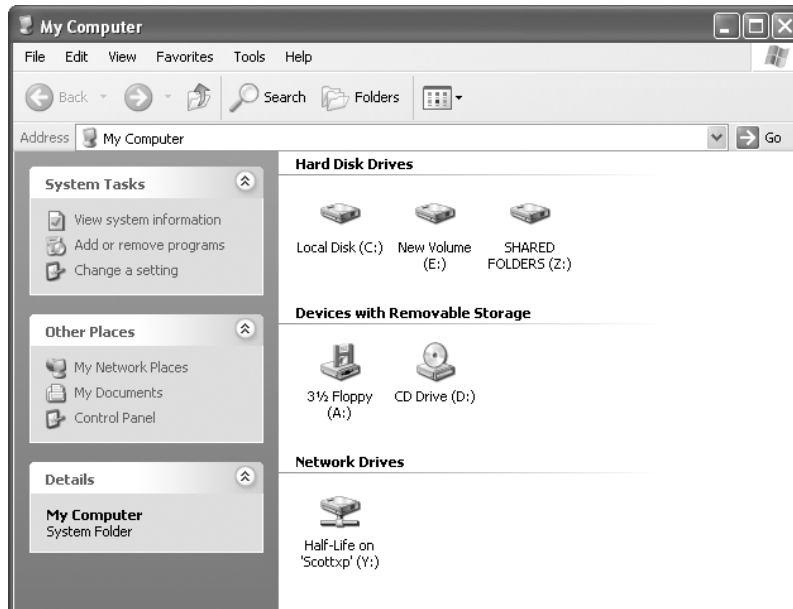 My Computer
File Edit View Favorites Tools Help
Back Search Folders
Address My Computer Go
System Tasks
View system information
Add or remove programs
Change a setting
Other Places
My Network Places
My Documents
Control Panel
Details
My Computer
System Folder
Hard Disk Drives
Local Disk (C:) New Volume (E:) SHARED FOLDERS (Z:)
Devices with Removable Storage
3½ Floppy (A:) CD Drive (D:)
Network Drives
Half-Life on
'Scottxp' (Y:)